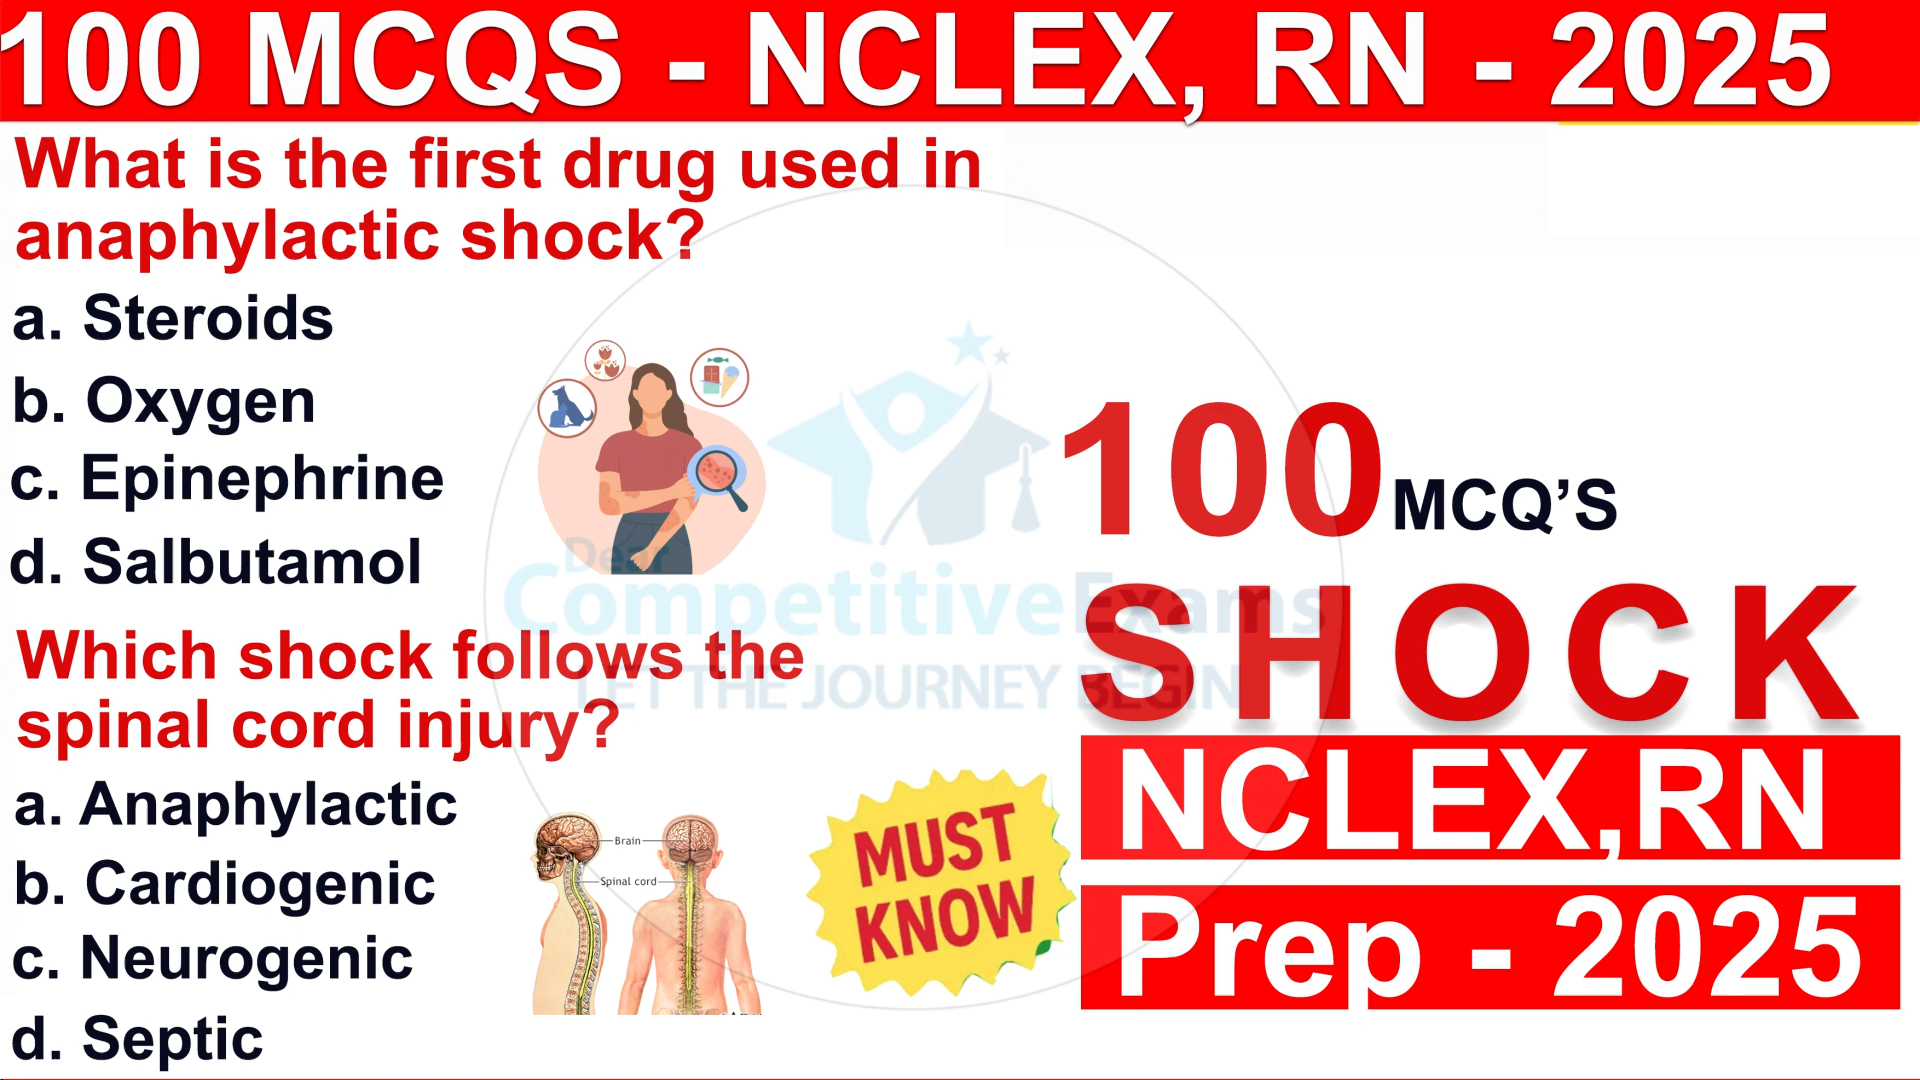 100 MCQS - NCLEX, RN - 2025
What is the first drug used in
anaphylactic shock?
a. Steroids
b. Oxygen
c. Epinephrine
d. Salbutamol
Which shock follows the
spinal cord injury?
a. Anaphylactic
b. Cardiogenic
c. Neurogenic
d. Septic
Brain
Spinal cord
MUST
KNOW
100 MCQ’S
SHOCK
NCLEX,RN
Prep - 2025
Dear
CompetitiveExams
LET THE JOURNEY BEGIN